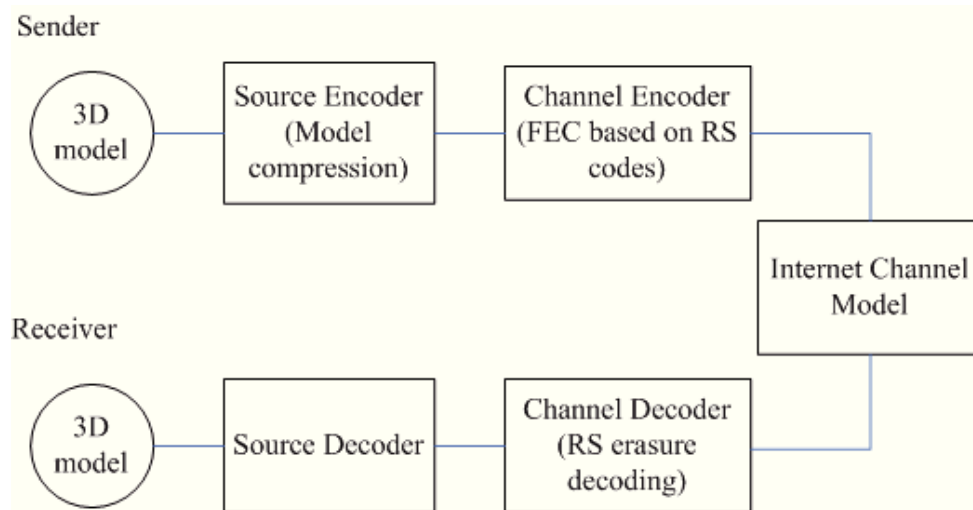 Sender
3D
model
Source Encoder
(Model
compression)
Channel Encoder
(FEC based on RS
codes)
Internet Channel
Model
Receiver
3D
model
Source Decoder
Channel Decoder
(RS erasure
decoding)